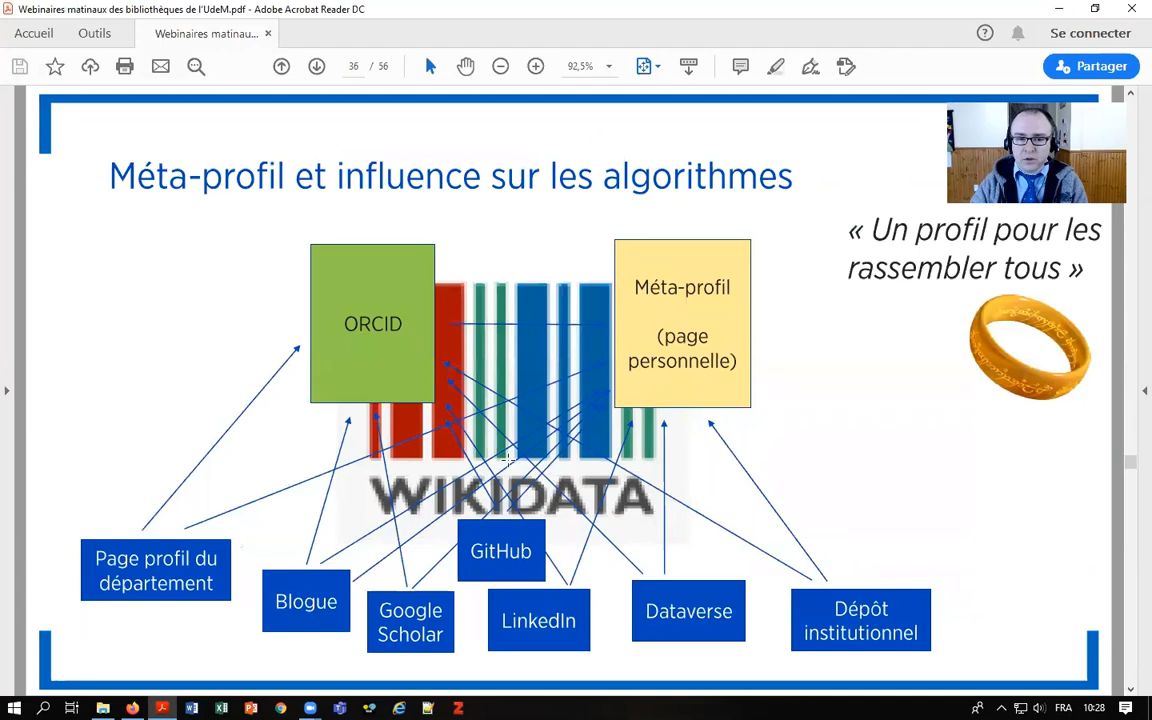 Webinaires matinaux des bibliothèques de l'UdeM.pdf - Adobe Acrobat Reader DC
Accueil
Outils
Webinaires matinau...
Se connecter
36 / 56
92,5%
Partager
Méta-profil et influence sur les algorithmes
« Un profil pour les
rassembler tous »
ORCID
Méta-profil
(page
personnelle)
WIKIDATA
GitHub
Page profil du
département
Blogue
Google
Scholar
LinkedIn
Dataverse
Dépôt
institutionnel
FRA
10:28